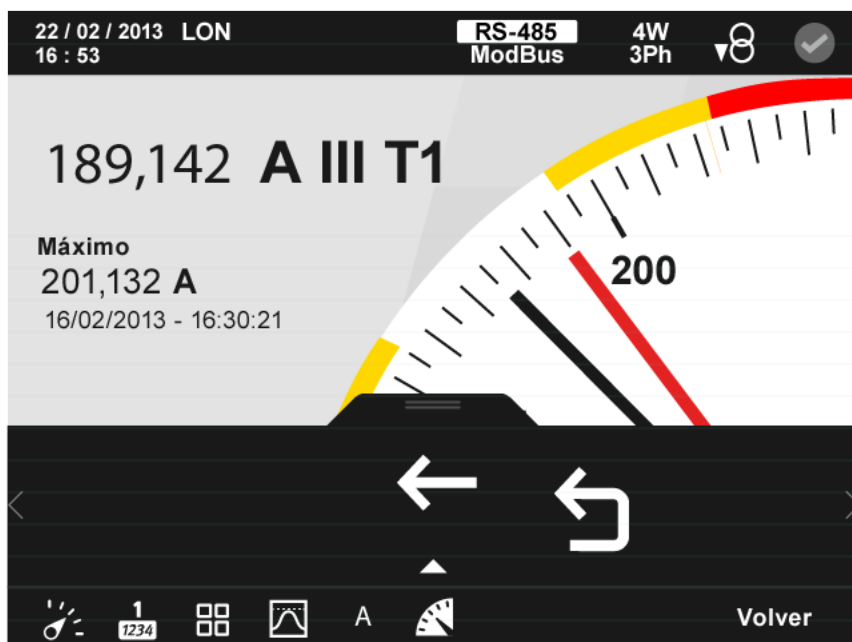 22 / 02 / 2013 LON
16 : 53
RS-485
ModBus
4W
3Ph
189,142 A III T1
Máximo
201,132 A
16/02/2013 - 16:30:21
200
1
1234
A
Volver